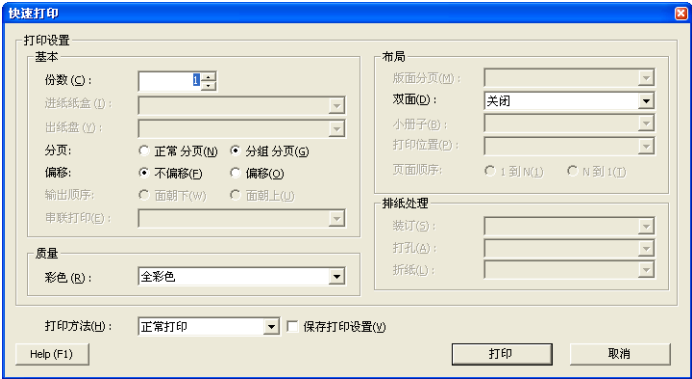 快速打印
打印设置
基本
份数(C): 1
进纸纸盒(I):
出纸盒(Y):
分页: 正常 分页(N) 分组 分页(G)
偏移: 不偏移(F) 偏移(O)
输出顺序: 面朝下(W) 面朝上(U)
串联打印(E):
质量
彩色(R): 全彩色
布局
版面分页(M):
双面(D): 关闭
小册子(B):
打印位置(P):
页面顺序: 1 到 N(1) N 到 1(T)
排纸处理
装订(S):
打孔(A):
折纸(L):
打印方法(H): 正常打印 保存打印设置(V)
Help (F1) 打印 取消